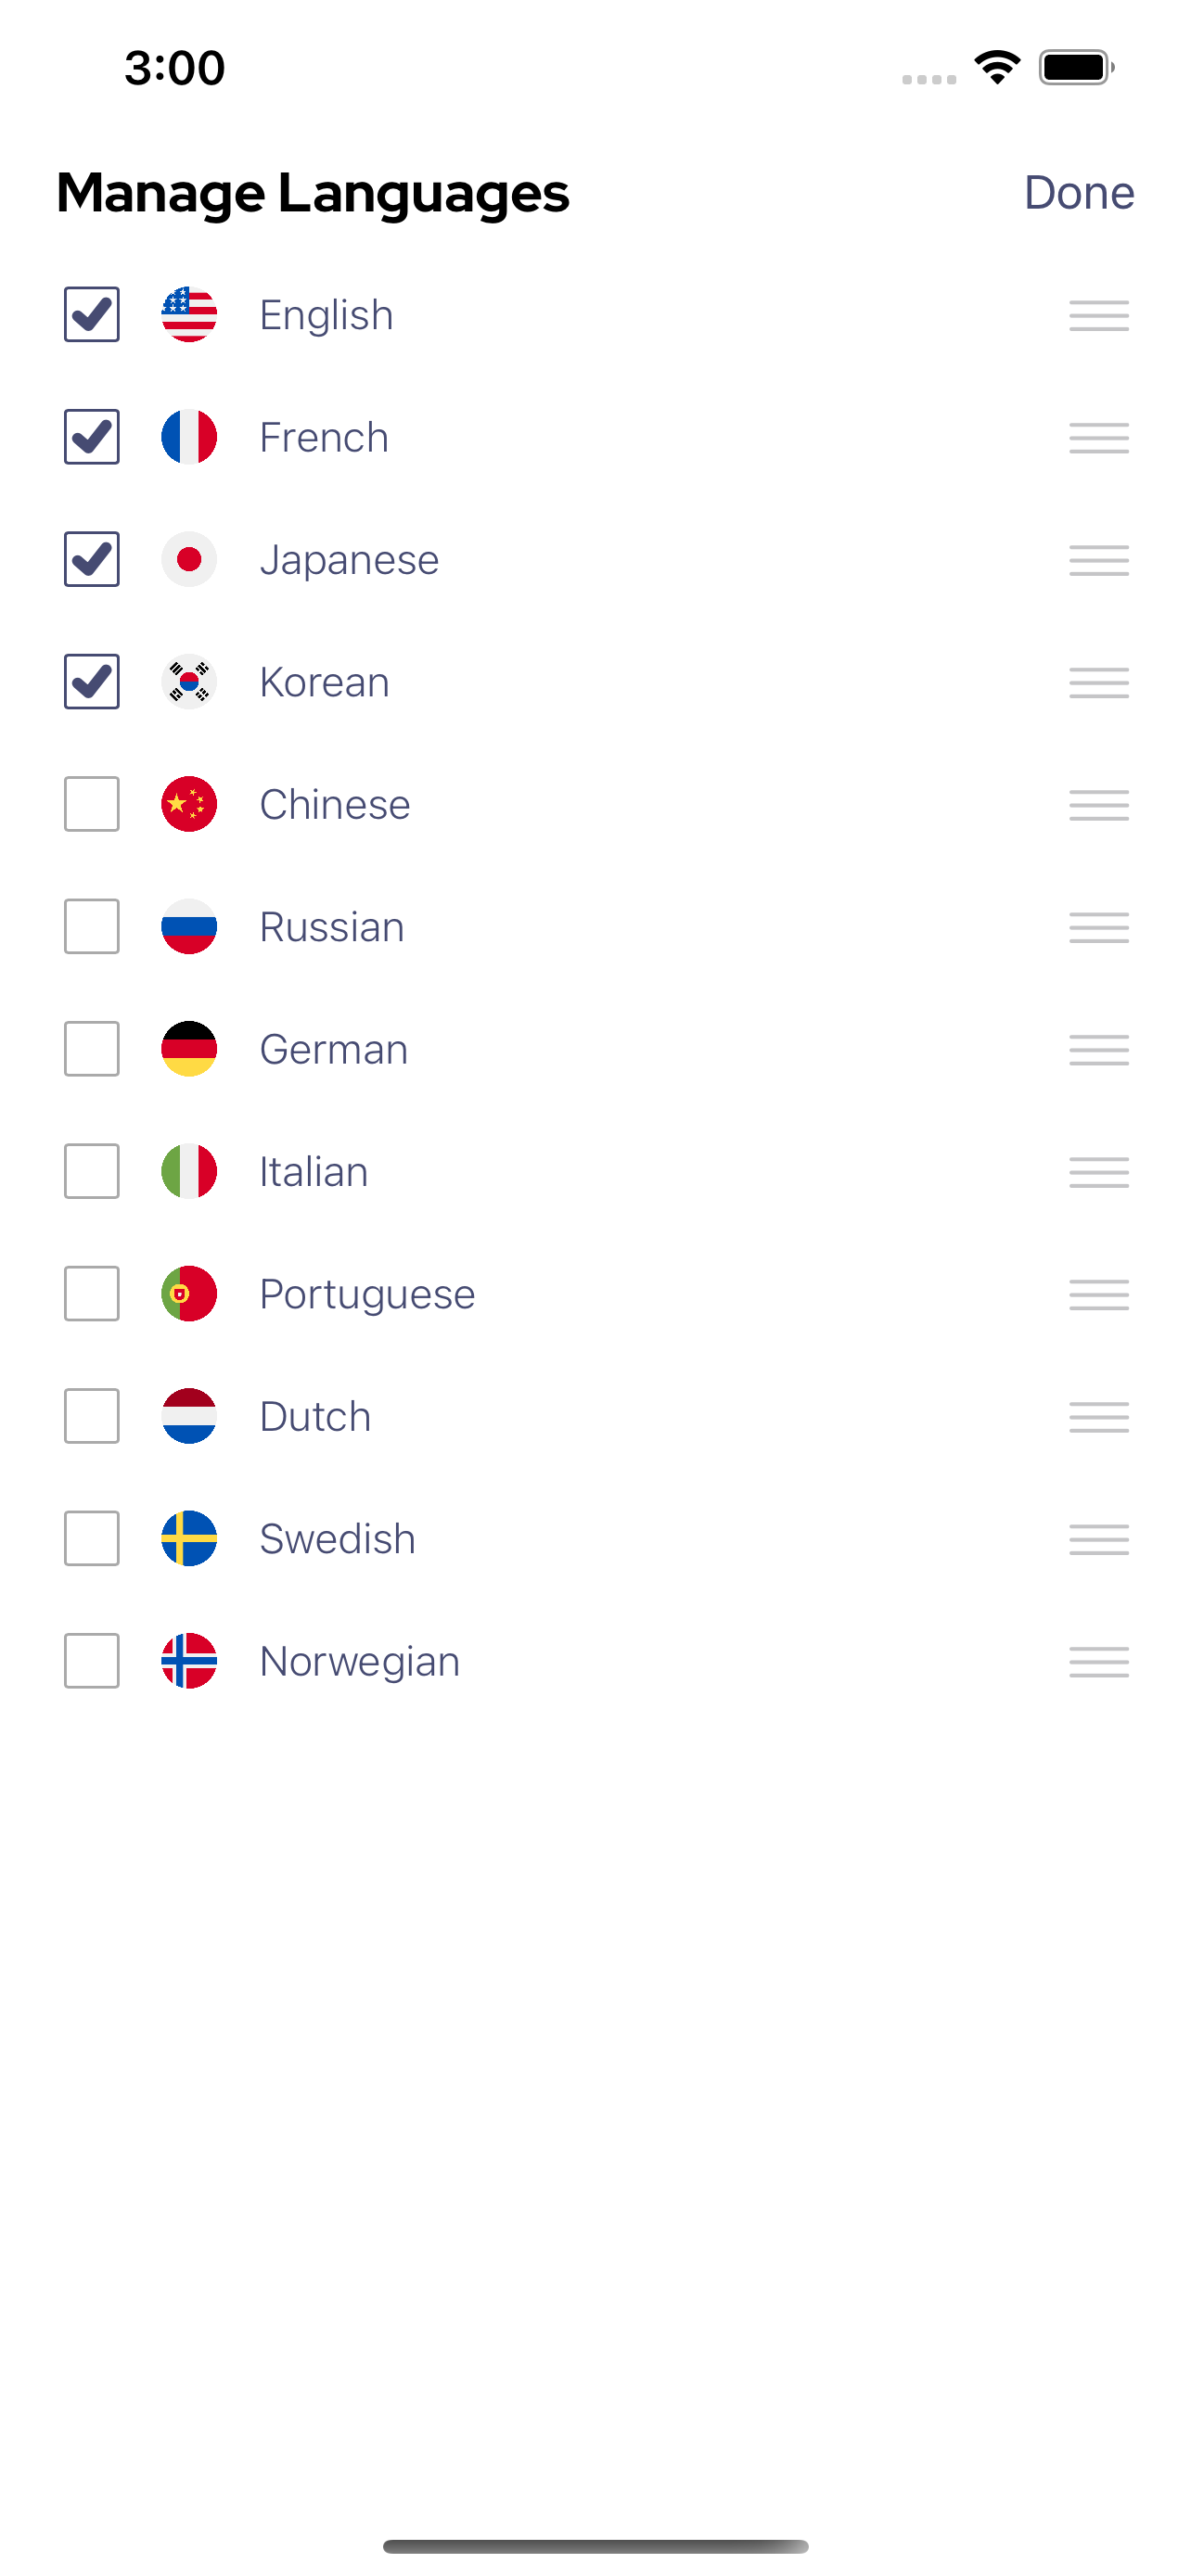 3:00
Manage Languages
Done
English
French
Japanese
Korean
Chinese
Russian
German
Italian
Portuguese
Dutch
Swedish
Norwegian